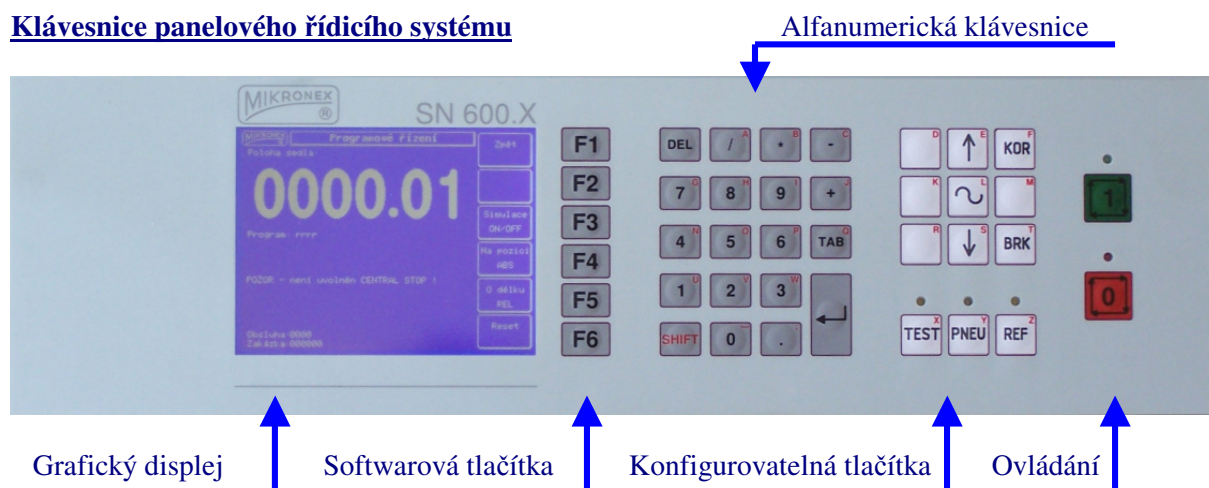 Klávesnice panelového řídicího systému
Alfanumerická klávesnice
MIKRONEX
®
SN 600.X
MIKRONEX Programové řízení
Zpět
Poloha sedla
0000.01
Simulace
ON/OFF
Program: rrrr
Na pozici
ABS
POZOR - není uvolněn CENTRAL STOP !
O délku
REL
Reset
Obsluha 0000
Zakázka 000000
F1
F2
F3
F4
F5
F6
DEL / A * B - C
7 G 8 H 9 I + J
4 N 5 O 6 P TAB Q
1 U 2 V 3 W
SHIFT 0 _ .
D ↑ E KOR F
K L M
R ↓ S BRK T
TEST X PNEU Y REF Z
1
0
Grafický displej Softwarová tlačítka Konfigurovatelná tlačítka Ovládání